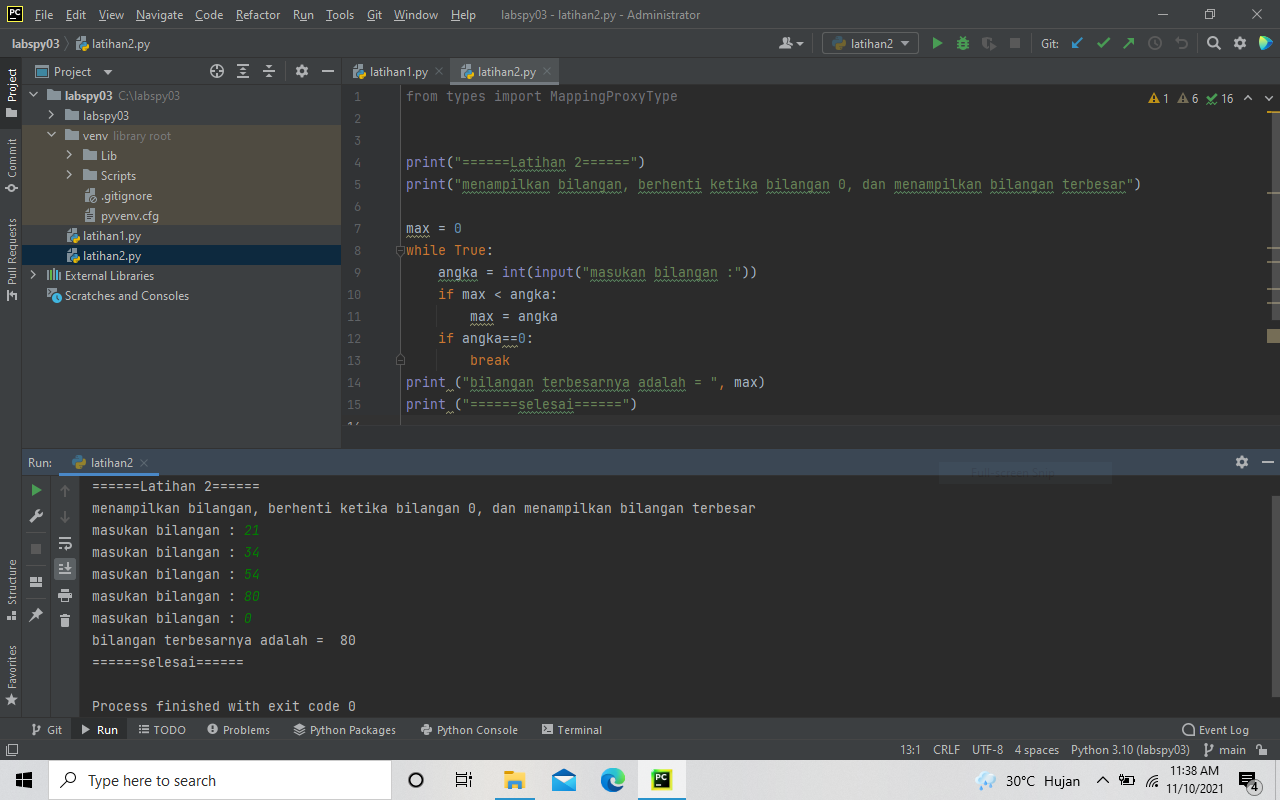 PC File Edit View Navigate Code Refactor Run Tools Git Window Help labspy03 - latihan2.py - Administrator
labspy03 latihan2.py latihan2 Git:
Project
Project
Commit
Pull Requests
Structure
Favorites
labspy03 C:\labspy03
labspy03
venv library root
Lib
Scripts
.gitignore
pyvenv.cfg
latihan1.py
latihan2.py
External Libraries
Scratches and Consoles
latihan1.py latihan2.py
1 6 16
1 from types import MappingProxyType
2
3
4 print("======Latihan 2======")
5 print("menampilkan bilangan, berhenti ketika bilangan 0, dan menampilkan bilangan terbesar")
6
7 max = 0
8 while True:
9 angka = int(input("masukan bilangan :"))
10 if max < angka:
11 max = angka
12 if angka==0:
13 break
14 print ("bilangan terbesarnya adalah = ", max)
15 print ("======selesai======")
Run: latihan2
======Latihan 2======
menampilkan bilangan, berhenti ketika bilangan 0, dan menampilkan bilangan terbesar
masukan bilangan : 21
masukan bilangan : 34
masukan bilangan : 54
masukan bilangan : 80
masukan bilangan : 0
bilangan terbesarnya adalah =  80
======selesai======
Process finished with exit code 0
Git Run TODO Problems Python Packages Python Console Terminal Event Log
13:1 CRLF UTF-8 4 spaces Python 3.10 (labspy03) main
Type here to search
PC
30°C Hujan
11:38 AM
11/10/2021
4